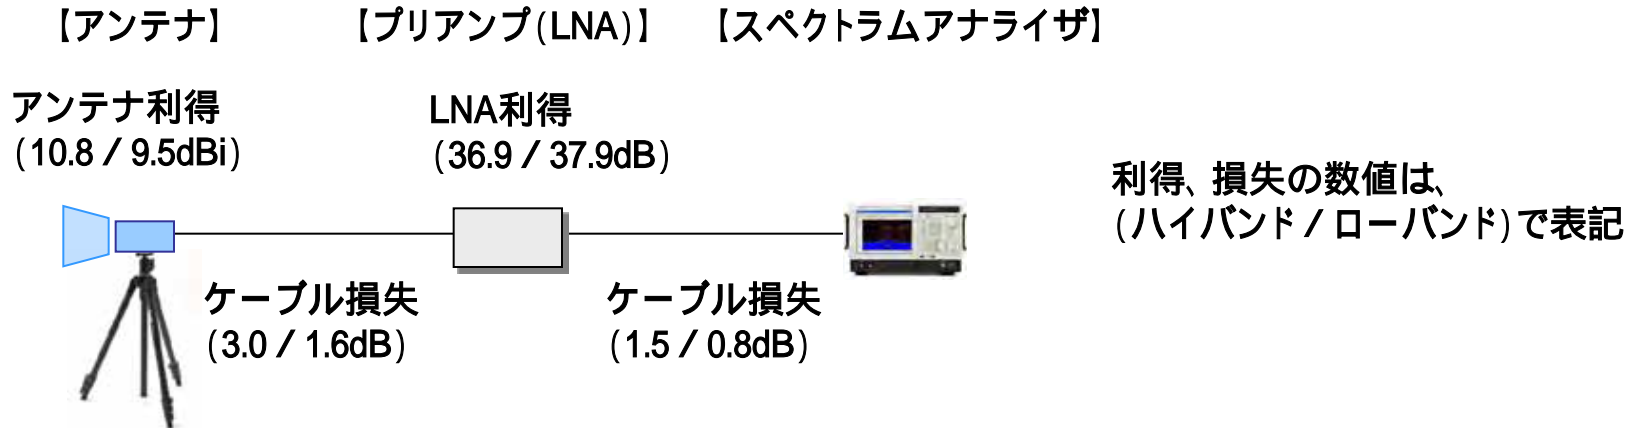 【アンテナ】
【プリアンプ(LNA)】
【スペクトラムアナライザ】
アンテナ利得
(10.8 / 9.5dBi)
LNA利得
(36.9 / 37.9dB)
利得、損失の数値は、
(ハイバンド / ローバンド)で表記
ケーブル損失
(3.0 / 1.6dB)
ケーブル損失
(1.5 / 0.8dB)